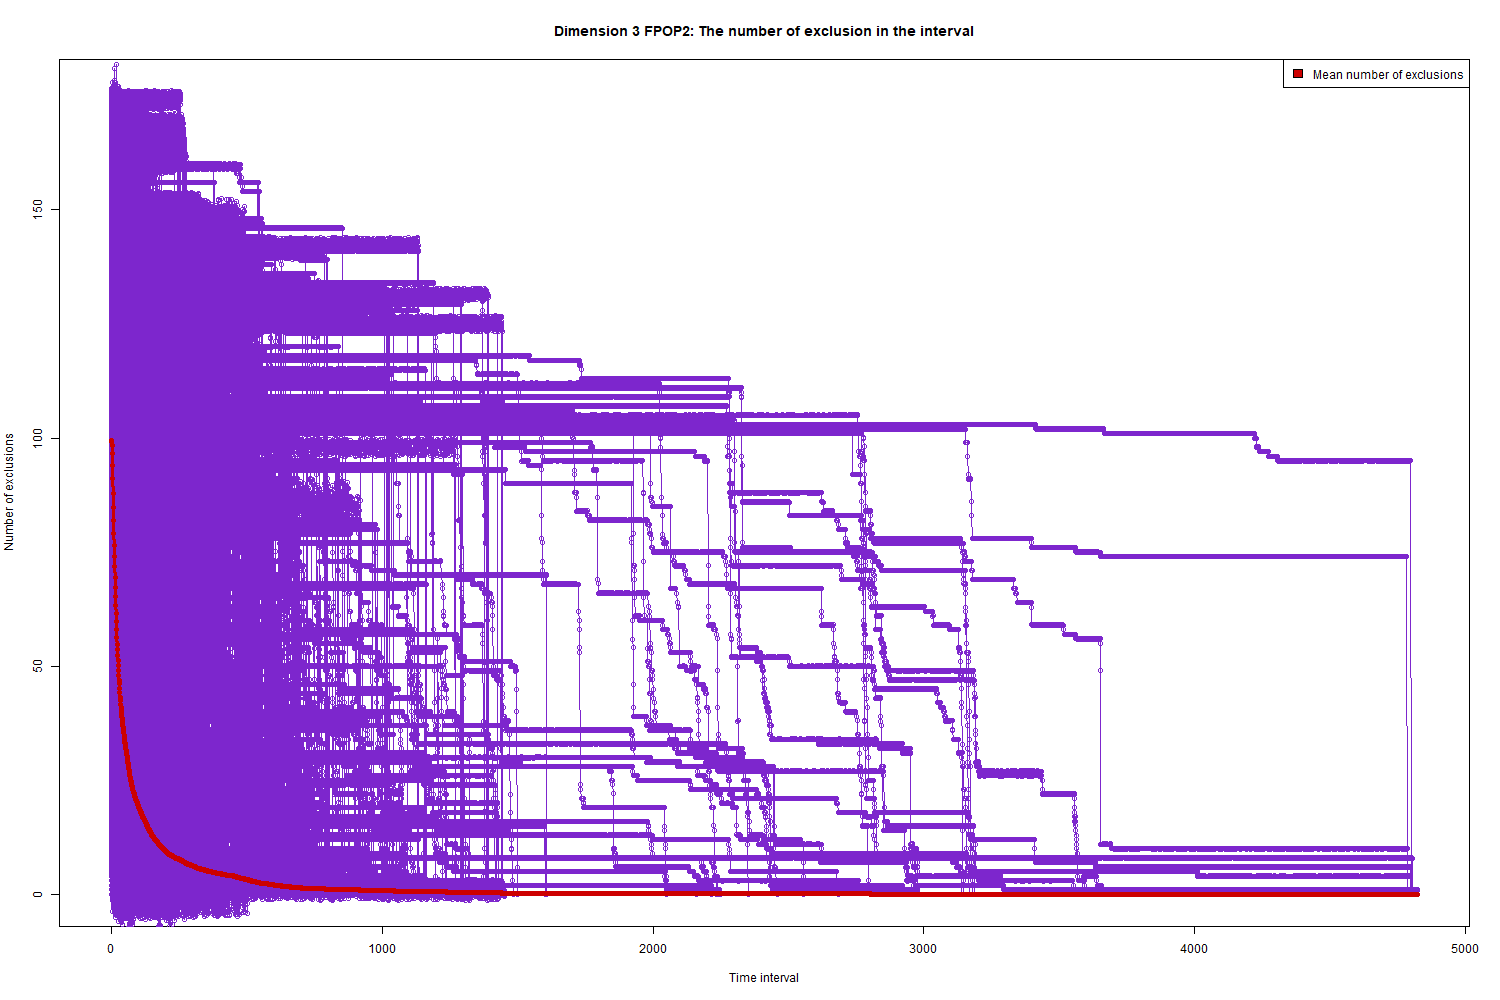 Dimension 3 FPOP2: The number of exclusion in the interval
Mean number of exclusions
Number of exclusions
150
100
50
0
0 1000 2000 3000 4000 5000
Time interval